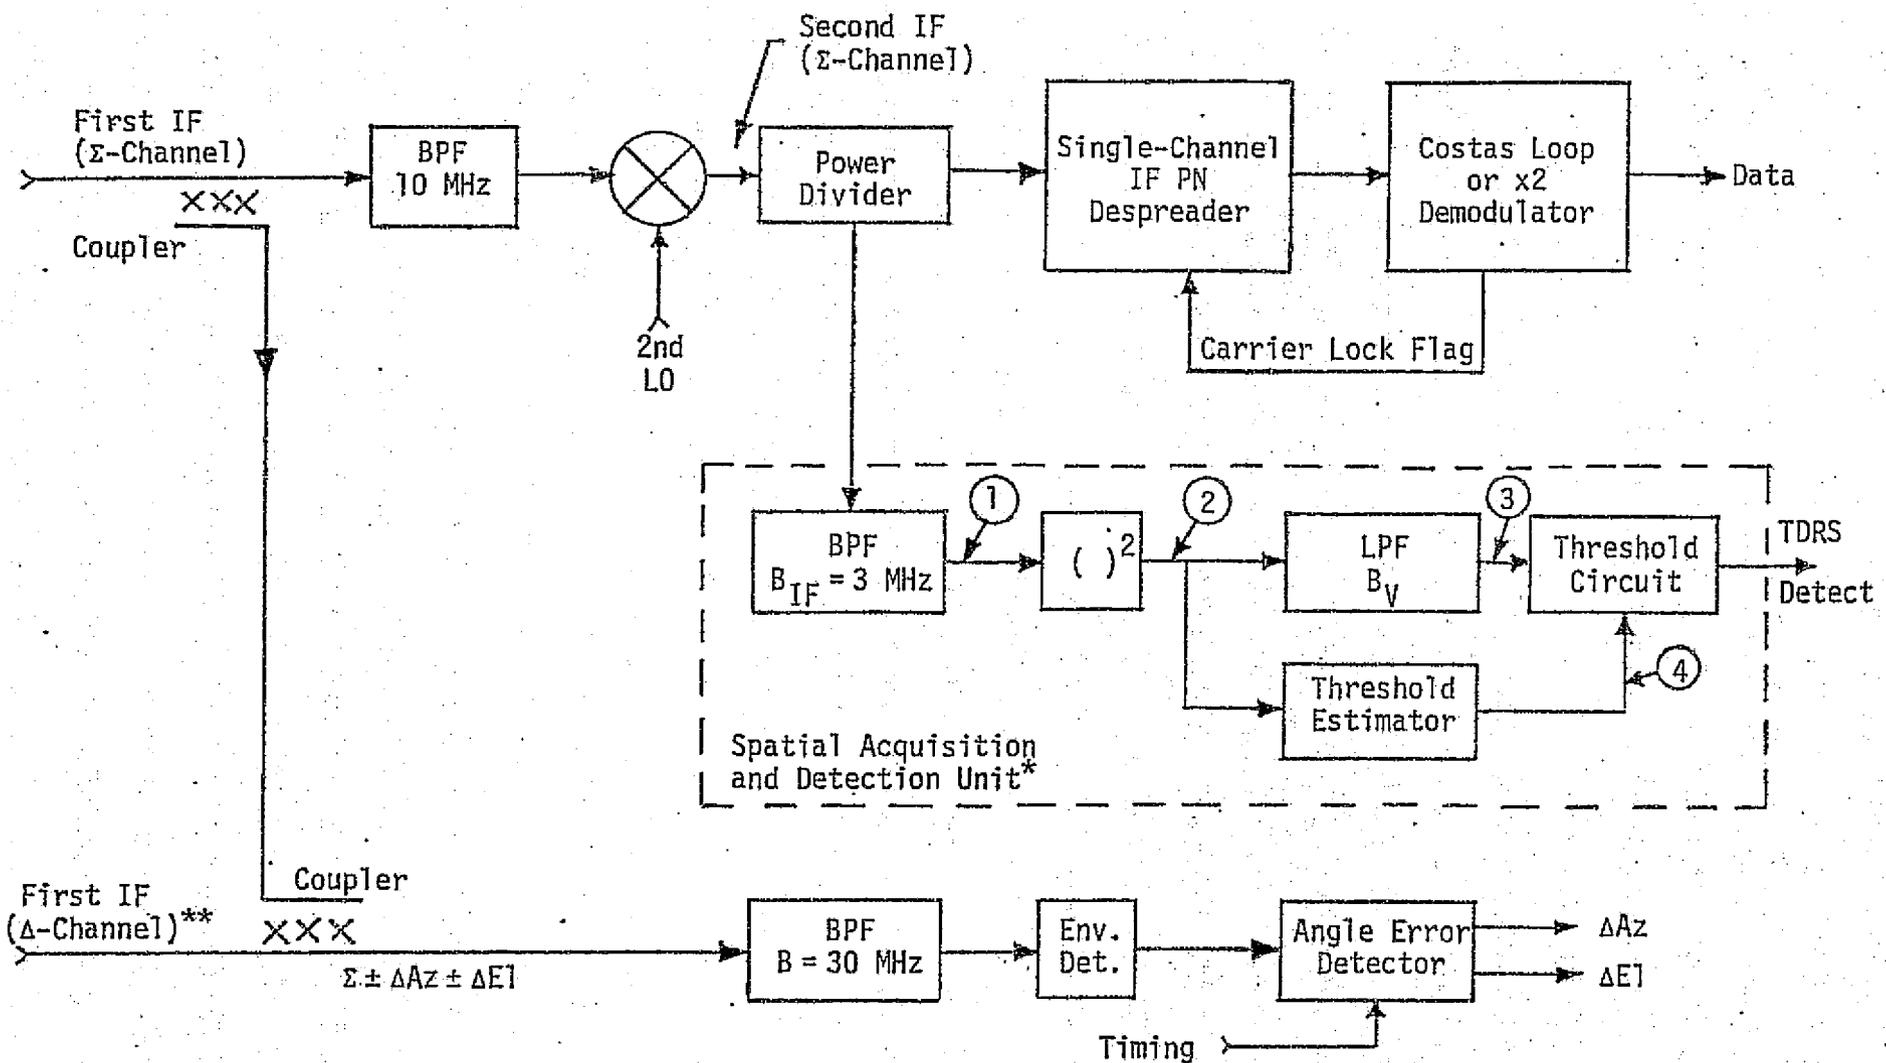 Second IF
(Σ-Channel)
First IF
(Σ-Channel)
BPF
10 MHz
Power
Divider
Single-Channel
IF PN
Despreader
Costas Loop
or x2
Demodulator
Data
XXX
Coupler
2nd
LO
Carrier Lock Flag
1
2
3
BPF
B_IF = 3 MHz
( )²
LPF
B_V
Threshold
Circuit
TDRS
Detect
4
Threshold
Estimator
Spatial Acquisition
and Detection Unit*
Coupler
First IF
(Δ-Channel)**
XXX
Σ ± ΔAz ± ΔEl
BPF
B = 30 MHz
Env.
Det.
Angle Error
Detector
ΔAz
ΔEl
Timing